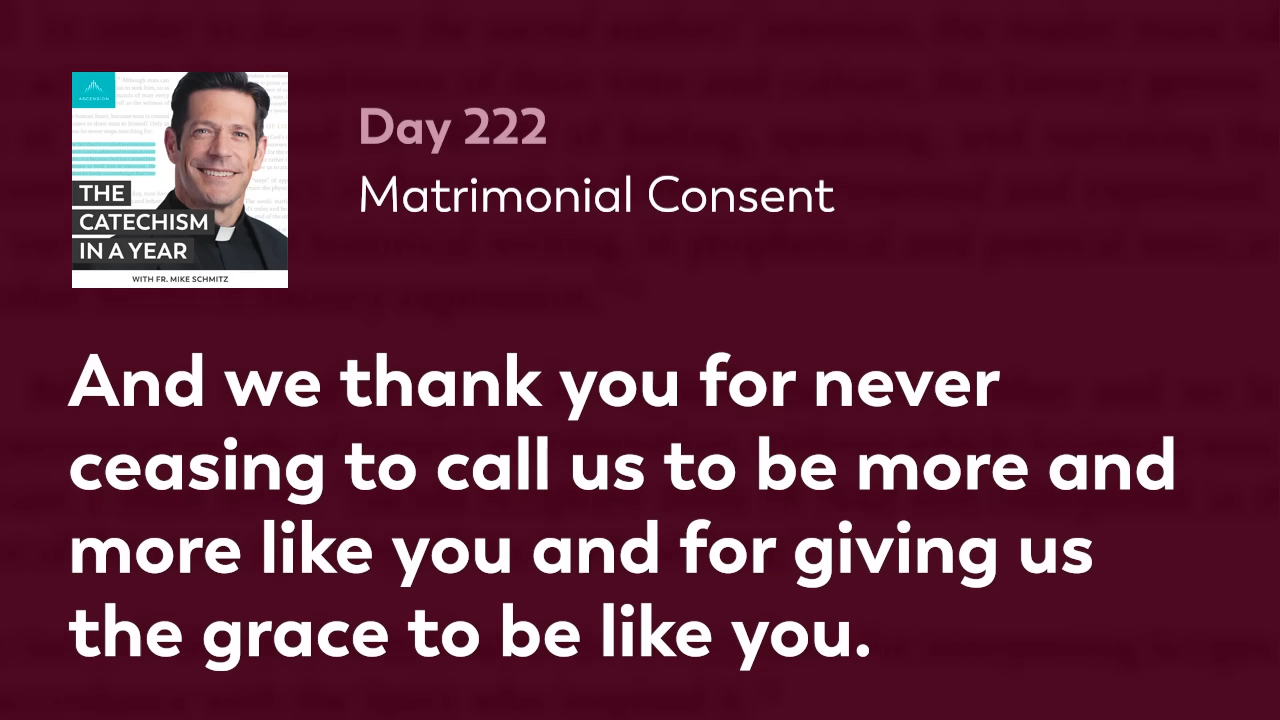 ASCENSION
THE
CATECHISM
IN A YEAR
WITH FR. MIKE SCHMITZ
Day 222
Matrimonial Consent
And we thank you for never
ceasing to call us to be more and
more like you and for giving us
the grace to be like you.